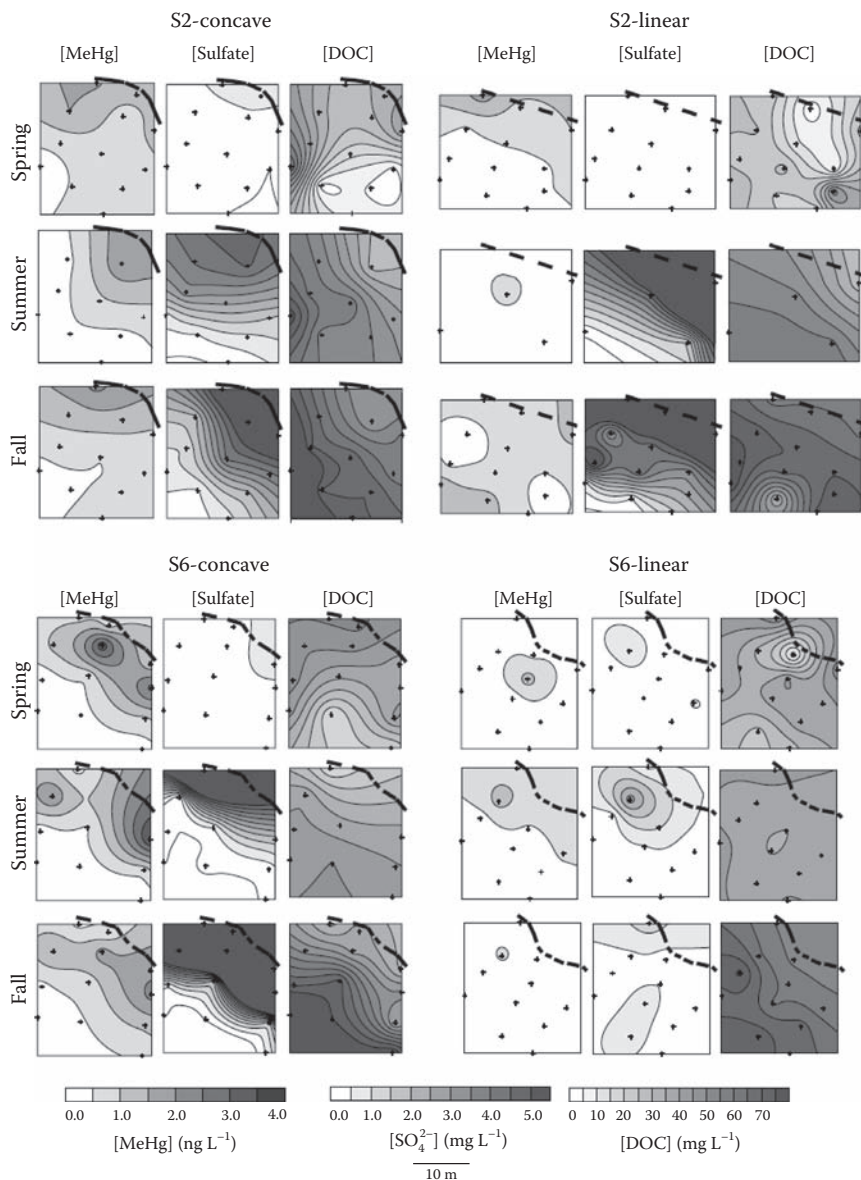 S2-concave
[MeHg] [Sulfate] [DOC]
S2-linear
[MeHg] [Sulfate] [DOC]
Spring
Summer
Fall
S6-concave
[MeHg] [Sulfate] [DOC]
S6-linear
[MeHg] [Sulfate] [DOC]
Spring
Summer
Fall
0.0 1.0 2.0 3.0 4.0
[MeHg] (ng L⁻¹)
0.0 1.0 2.0 3.0 4.0 5.0
[SO₄²⁻] (mg L⁻¹)
0 10 20 30 40 50 60 70
[DOC] (mg L⁻¹)
10 m